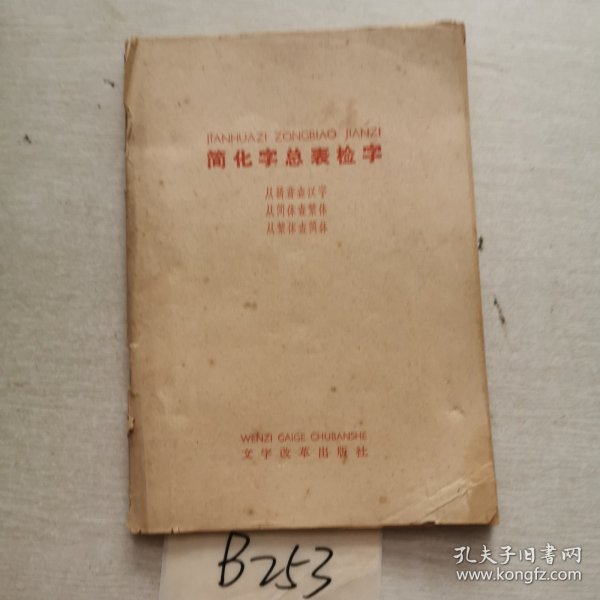 JIANHUAZI ZONGBIAO JIANZI
简化字总表检字
从拼音查汉字
从简体查繁体
从繁体查简体
WENZI GAIGE CHUBANSHE
文字改革出版社
B253
孔夫子旧书网
www.kongfz.com